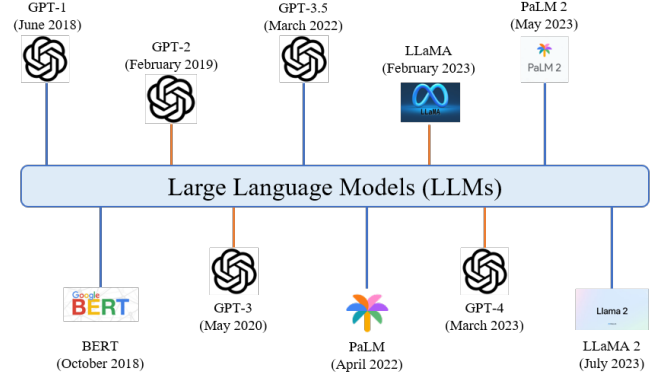 GPT-1
(June 2018)
GPT-2
(February 2019)
GPT-3.5
(March 2022)
LLaMA
(February 2023)
LLaMA
PaLM 2
(May 2023)
PaLM 2
Large Language Models (LLMs)
Google
BERT
BERT
(October 2018)
GPT-3
(May 2020)
PaLM
(April 2022)
GPT-4
(March 2023)
Llama 2
LLaMA 2
(July 2023)